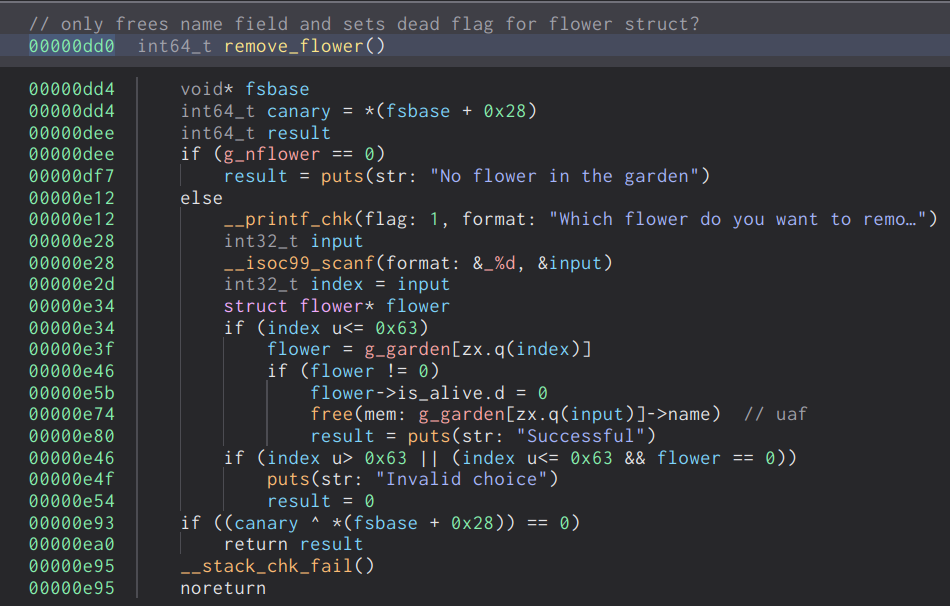 // only frees name field and sets dead flag for flower struct?
00000dd0 int64_t remove_flower()
00000dd4 void* fsbase
00000dd4 int64_t canary = *(fsbase + 0x28)
00000dee int64_t result
00000dee if (g_nflower == 0)
00000df7 result = puts(str: "No flower in the garden")
00000e12 else
00000e12 __printf_chk(flag: 1, format: "Which flower do you want to remo…")
00000e28 int32_t input
00000e28 __isoc99_scanf(format: &_%d, &input)
00000e2d int32_t index = input
00000e34 struct flower* flower
00000e34 if (index u<= 0x63)
00000e3f flower = g_garden[zx.q(index)]
00000e46 if (flower != 0)
00000e5b flower->is_alive.d = 0
00000e74 free(mem: g_garden[zx.q(input)]->name) // uaf
00000e80 result = puts(str: "Successful")
00000e46 if (index u> 0x63 || (index u<= 0x63 && flower == 0))
00000e4f puts(str: "Invalid choice")
00000e54 result = 0
00000e93 if ((canary ^ *(fsbase + 0x28)) == 0)
00000ea0 return result
00000e95 __stack_chk_fail()
00000e95 noreturn